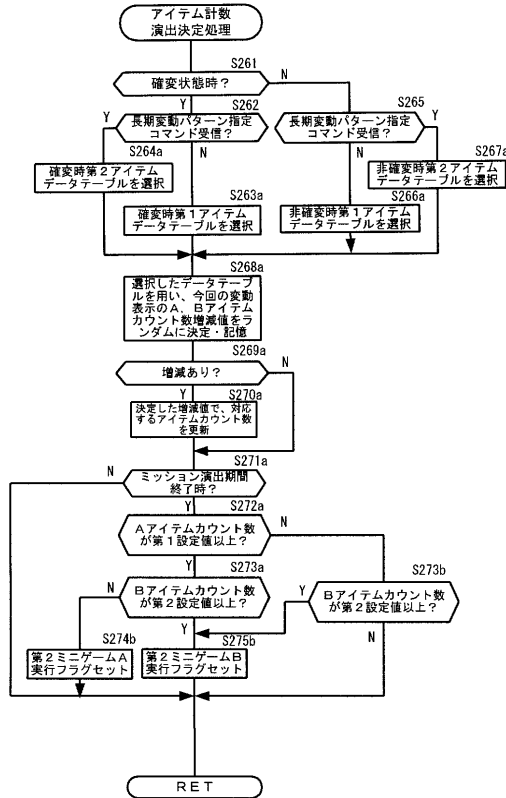 アイテム計数
演出決定処理
S261
確変状態時?
N
Y
S262
S265
長期変動パターン指定
コマンド受信?
Y
N
長期変動パターン指定
コマンド受信?
Y
N
S264a
確変時第2アイテム
データテーブルを選択
S267a
非確変時第2アイテム
データテーブルを選択
S263a
確変時第1アイテム
データテーブルを選択
S266a
非確変時第1アイテム
データテーブルを選択
S268a
選択したデータテーブ
ルを用い、今回の変動
表示のA、Bアイテム
カウント数増減値をラ
ンダムに決定・記憶
S269a
増減あり?
N
Y
S270a
決定した増減値で、対応
するアイテムカウント数
を更新
S271a
N
ミッション演出期間
終了時?
Y
S272a
Aアイテムカウント数
が第1設定値以上?
N
Y
S273a
S273b
N
Bアイテムカウント数
が第2設定値以上?
Y
Y
Bアイテムカウント数
が第2設定値以上?
N
S274b
第2ミニゲームA
実行フラグセット
S275b
第2ミニゲームB
実行フラグセット
RET